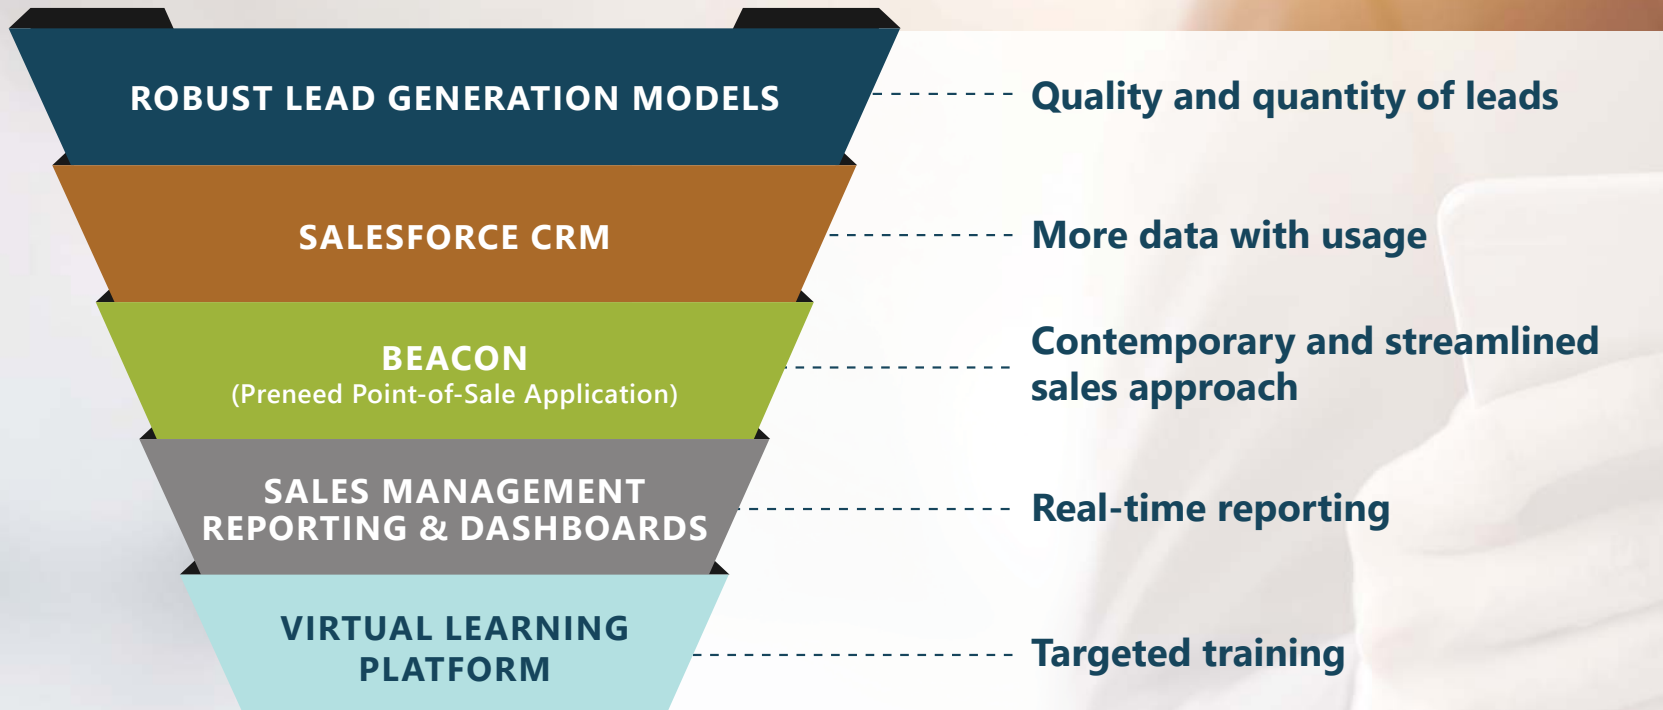 ROBUST LEAD GENERATION MODELS
Quality and quantity of leads
SALESFORCE CRM
More data with usage
BEACON
(Preneed Point-of-Sale Application)
Contemporary and streamlined
sales approach
SALES MANAGEMENT
REPORTING & DASHBOARDS
Real-time reporting
VIRTUAL LEARNING
PLATFORM
Targeted training